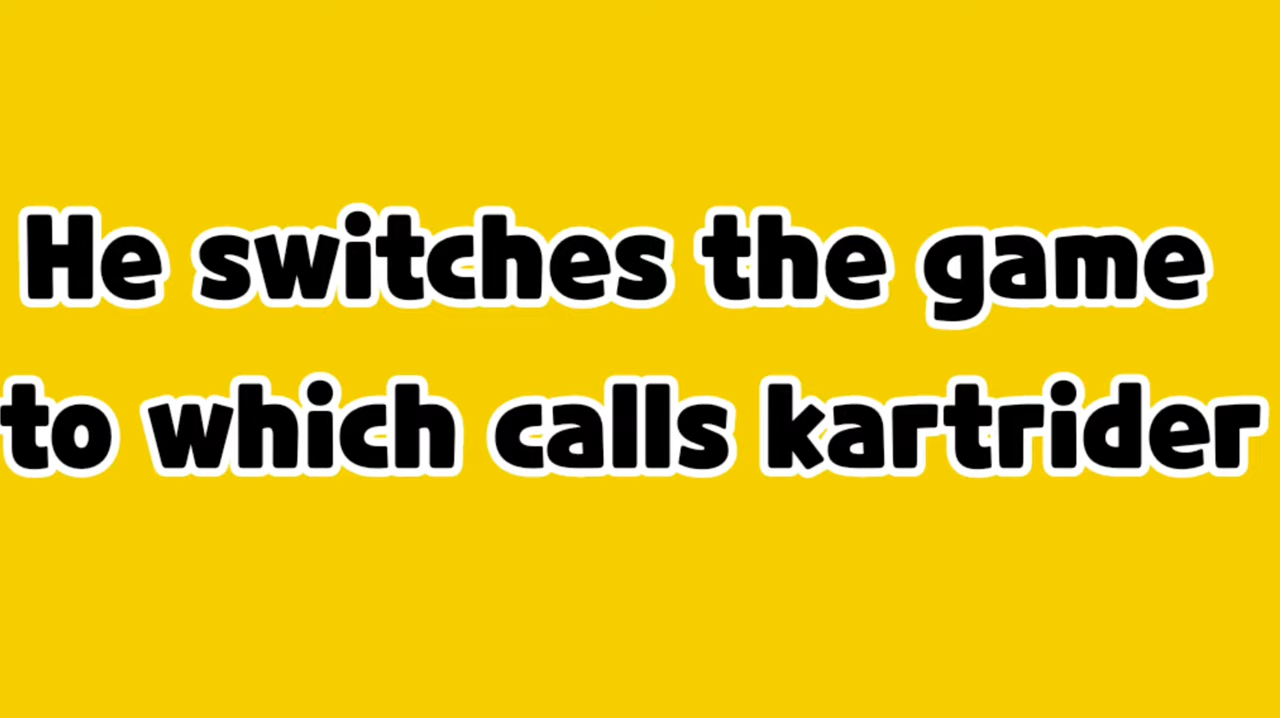 He switches the game
to which calls kartrider